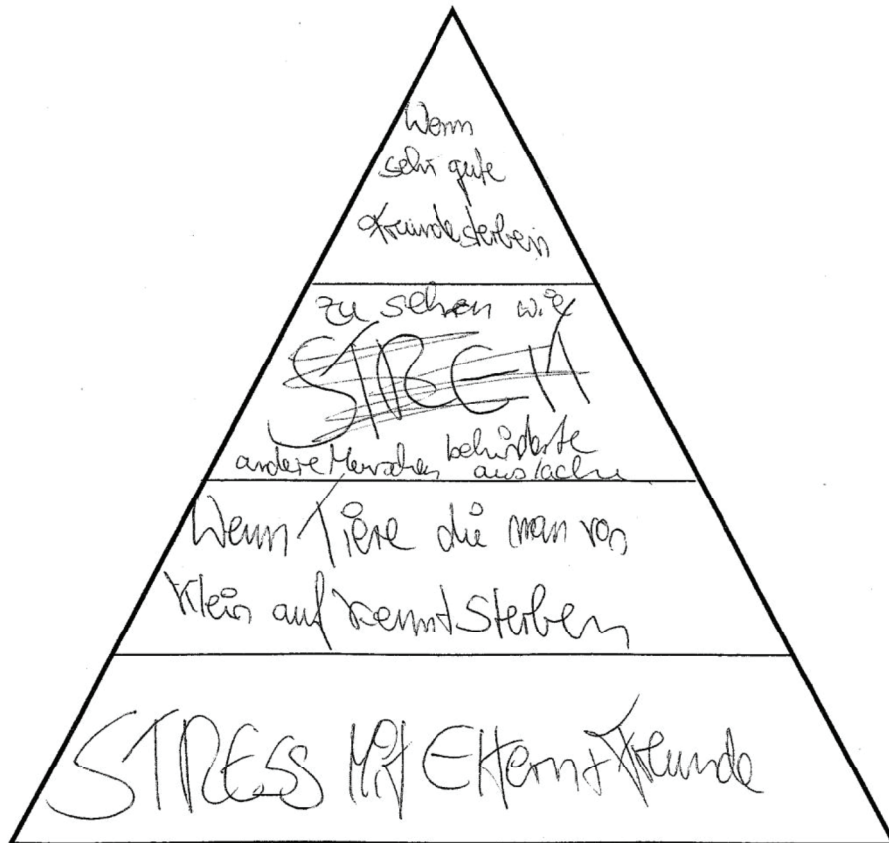 Wenn
sehr gute
Freunde sterben
zu sehen wie
andere Menschen behinderte
auslachen
Wenn Tiere die man von
klein auf kennt sterben
STRESS Mit Eltern + Freunde